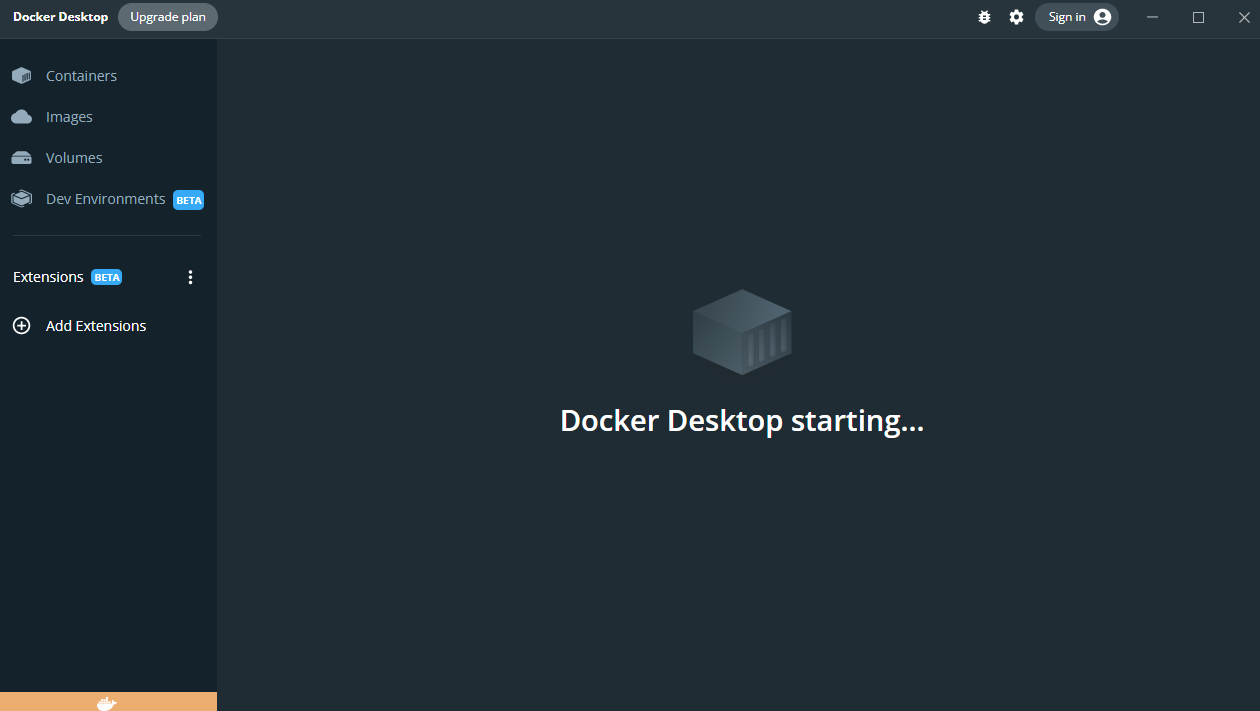 Docker Desktop Upgrade plan Sign in
Containers
Images
Volumes
Dev Environments BETA
Extensions BETA
Add Extensions
Docker Desktop starting...